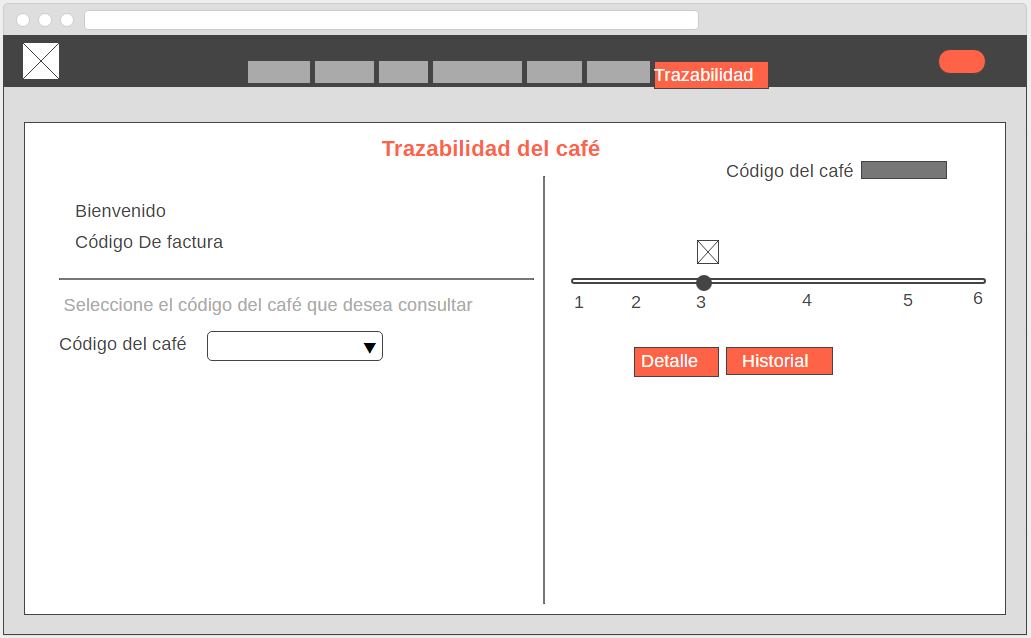 Trazabilidad
Trazabilidad del café
Código del café
Bienvenido
Código De factura
Seleccione el código del café que desea consultar
Código del café
1 2 3 4 5 6
Detalle Historial